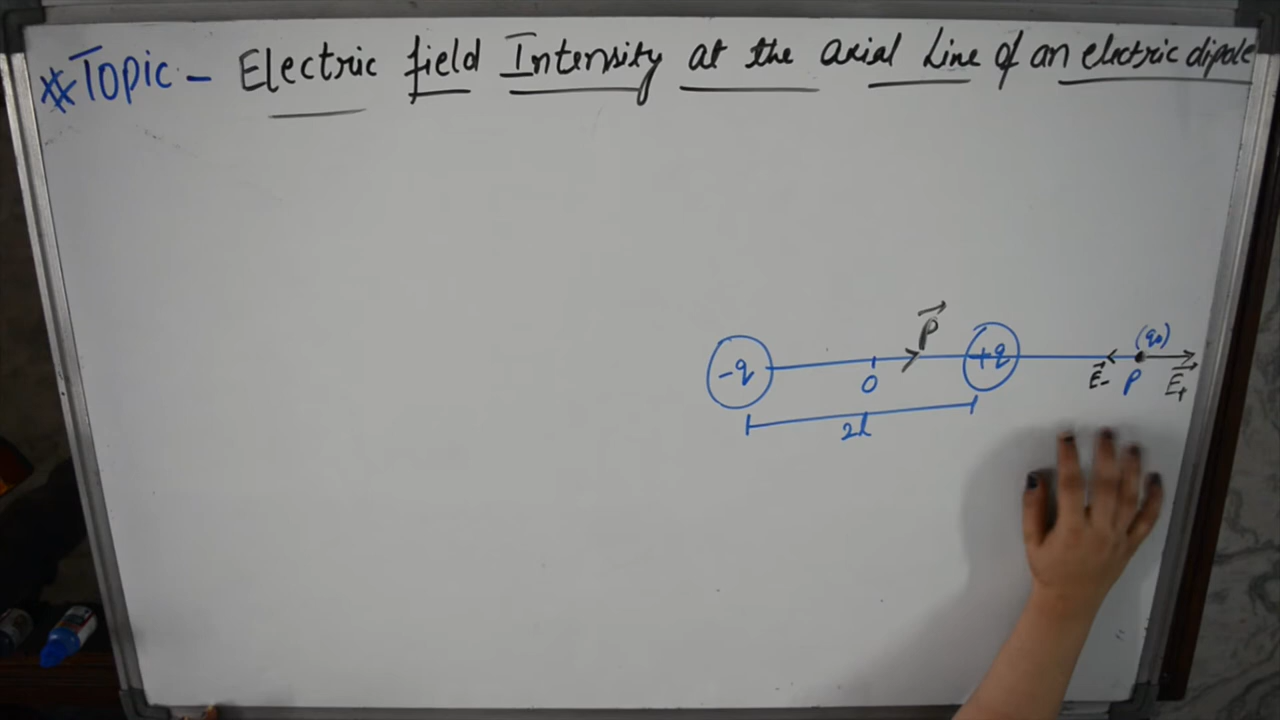 #Topic - Electric field Intensity at the axial Line of an electric dipole
P
(q0)
-q
+q
O
E-
P
E+
2l